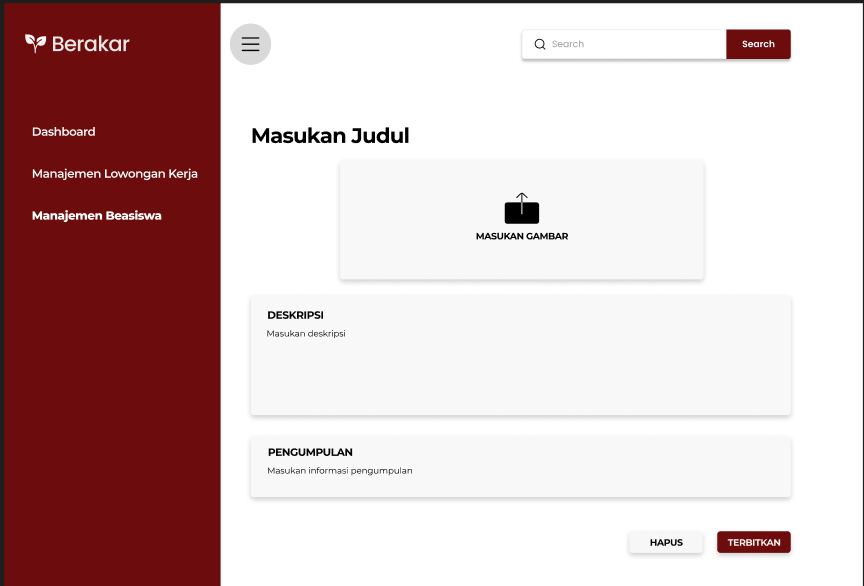 Berakar
Search
Search
Dashboard
Manajemen Lowongan Kerja
Manajemen Beasiswa
Masukan Judul
MASUKAN GAMBAR
DESKRIPSI
Masukan deskripsi
PENGUMPULAN
Masukan informasi pengumpulan
HAPUS
TERBITKAN